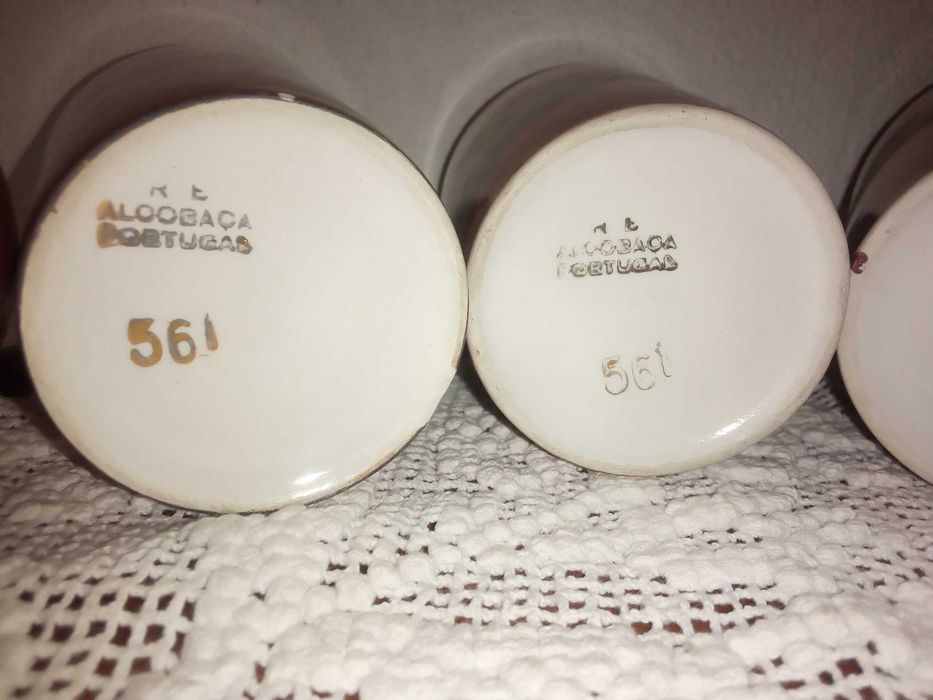 R E
ALCOBAÇA
PORTUGAL
561
R E
ALCOBAÇA
PORTUGAL
561